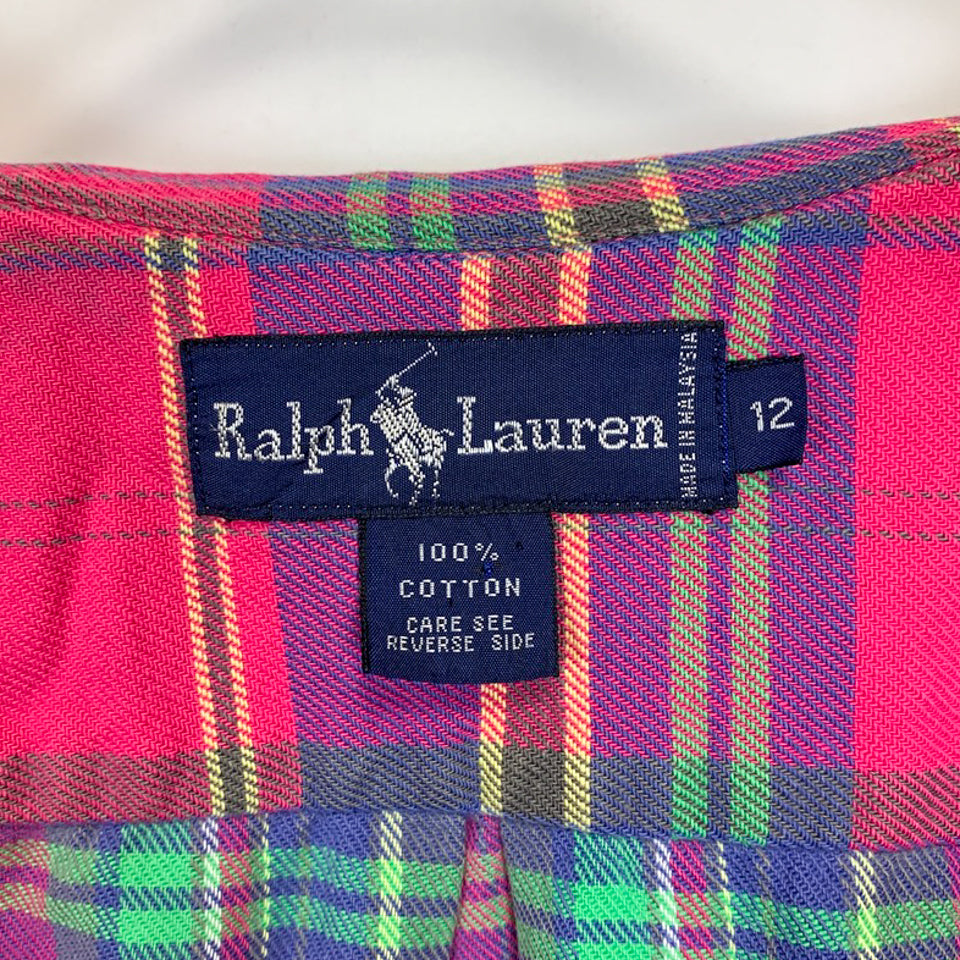 Ralph Lauren
MADE IN MALAYSIA
12
100%
COTTON
CARE SEE
REVERSE SIDE